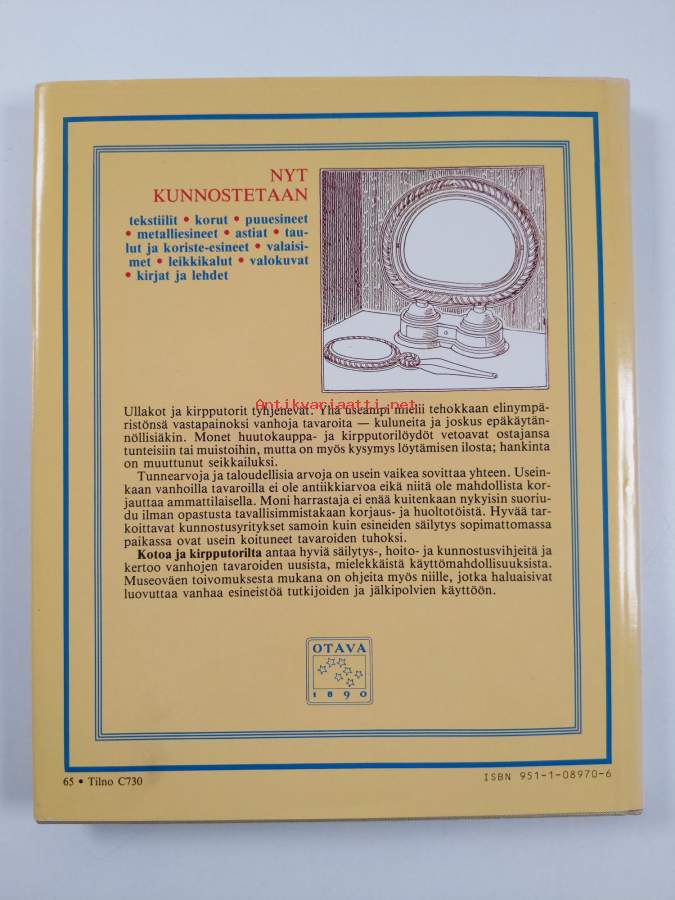 NYT
KUNNOSTETAAN
tekstiilit • korut • puuesineet
• metalliesineet • astiat • tau-
lut ja koriste-esineet • valaisi-
met • leikkikalut • valokuvat
• kirjat ja lehdet
Antikvariaatti.net
Ullakot ja kirpputorit tyhjenevät. Yhä useampi mielii tehokkaan elinympä-
ristönsä vastapainoksi vanhoja tavaroita — kuluneita ja joskus epäkäytän-
nöllisiäkin. Monet huutokauppa- ja kirpputorilöydöt vetoavat ostajansa
tunteisiin tai muistoihin, mutta on myös kysymys löytämisen ilosta; hankinta
on muuttunut seikkailuksi.
Tunnearvoja ja taloudellisia arvoja on usein vaikea sovittaa yhteen. Usein-
kaan vanhoilla tavaroilla ei ole antiikkiarvoa eikä niitä ole mahdollista kor-
jauttaa ammattilaisella. Moni harrastaja ei enää kuitenkaan nykyisin suoriu-
du ilman opastusta tavallisimmistakaan korjaus- ja huoltotöistä. Hyvää tar-
koittavat kunnostusyritykset samoin kuin esineiden säilytys sopimattomassa
paikassa ovat usein koituneet tavaroiden tuhoksi.
Kotoa ja kirpputorilta antaa hyviä säilytys-, hoito- ja kunnostusvihjeitä ja
kertoo vanhojen tavaroiden uusista, mielekkäistä käyttömahdollisuuksista.
Museoväen toivomuksesta mukana on ohjeita myös niille, jotka haluaisivat
luovuttaa vanhaa esineistöä tutkijoiden ja jälkipolvien käyttöön.
OTAVA
1890
65 • Tilno C730
ISBN 951-1-08970-6